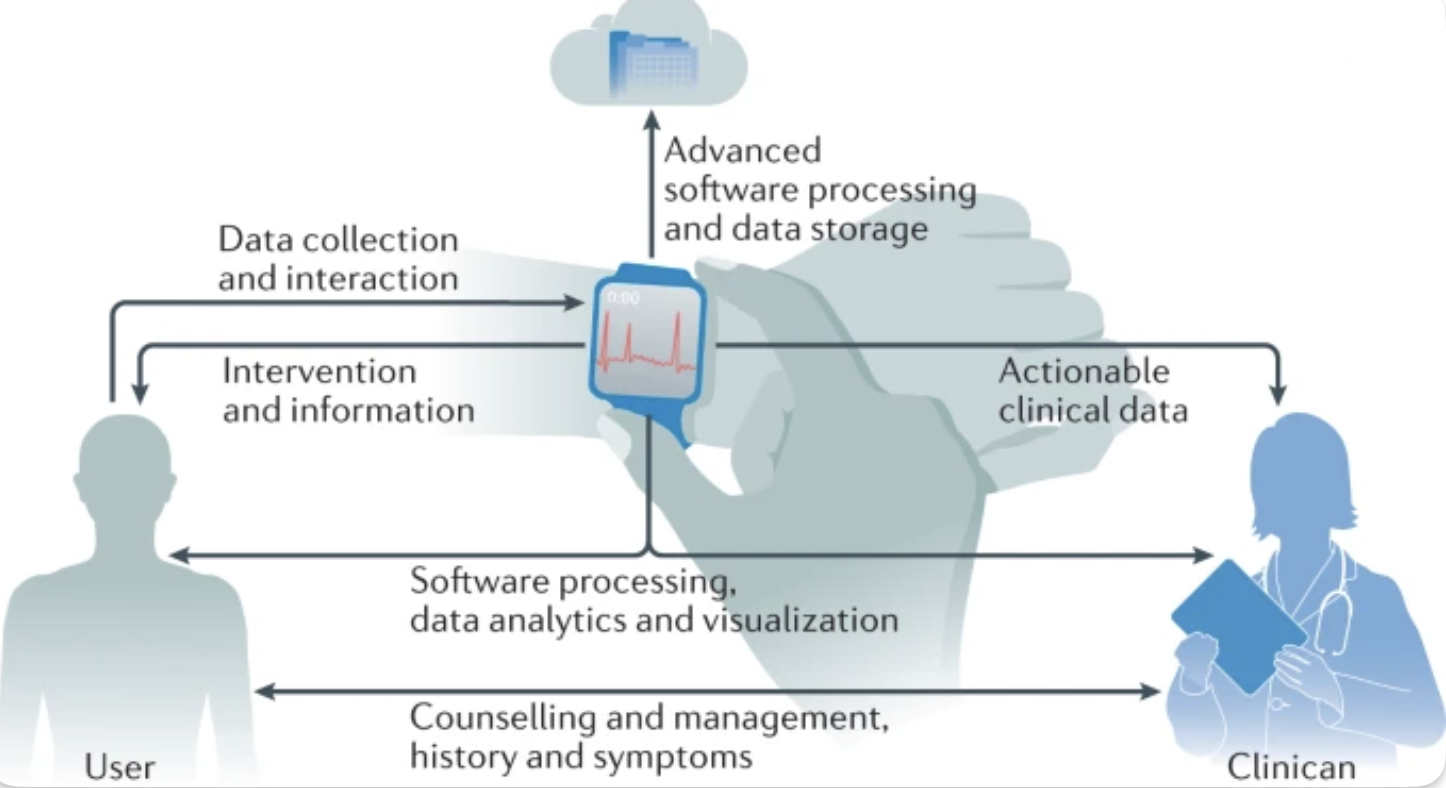 Advanced
software processing
and data storage
Data collection
and interaction
0:00
Intervention
and information
Actionable
clinical data
Software processing,
data analytics and visualization
Counselling and management,
history and symptoms
User
Clinican